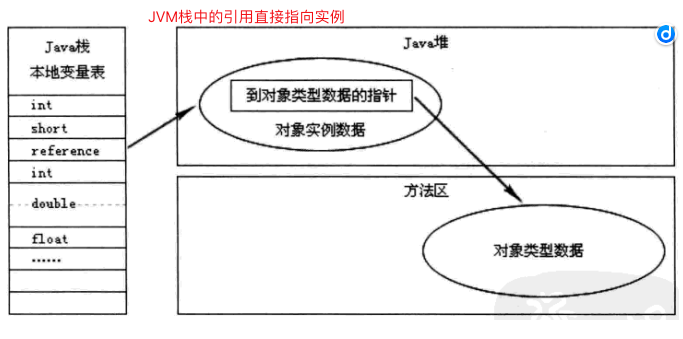 JVM栈中的引用直接指向实例
Java栈
本地变量表
int
short
reference
int
double
float
……
Java堆
到对象类型数据的指针
对象实例数据
方法区
对象类型数据